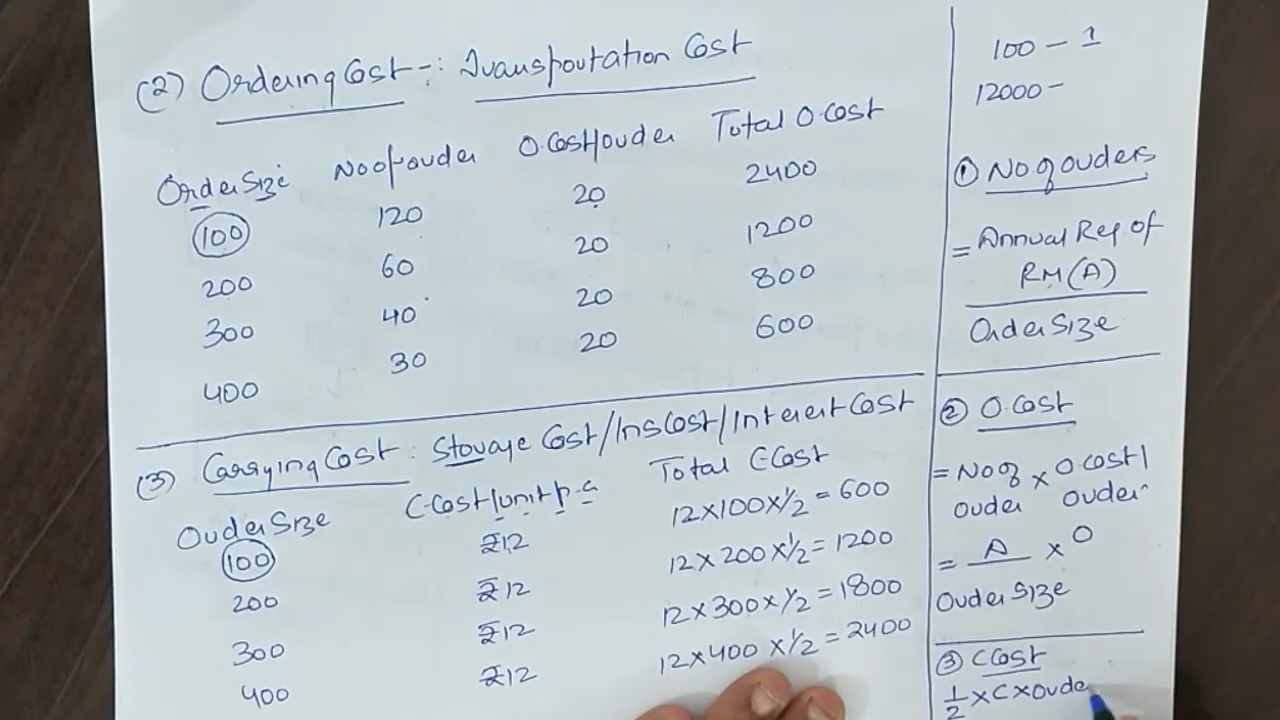 (2) Ordering Cost -: Transportation Cost
Order Size No of order O.Cost/order Total O.Cost
100 120 20 2400
200 60 20 1200
300 40 20 800
400 30 20 600
(3) Carrying Cost : Storage Cost/Ins Cost/Interest Cost
Order Size C-Cost/unit p.a Total C-Cost
100 ₹12 12×100×1/2 = 600
200 ₹12 12×200×1/2 = 1200
300 ₹12 12×300×1/2 = 1800
400 ₹12 12×400×1/2 = 2400
100 - 1
12000 -
① No of orders
= Annual Req. of
RM (A)
Order Size
② O.Cost
= No of × O cost/
order order
= A × O
Order Size
③ C Cost
1/2 × C × Orde